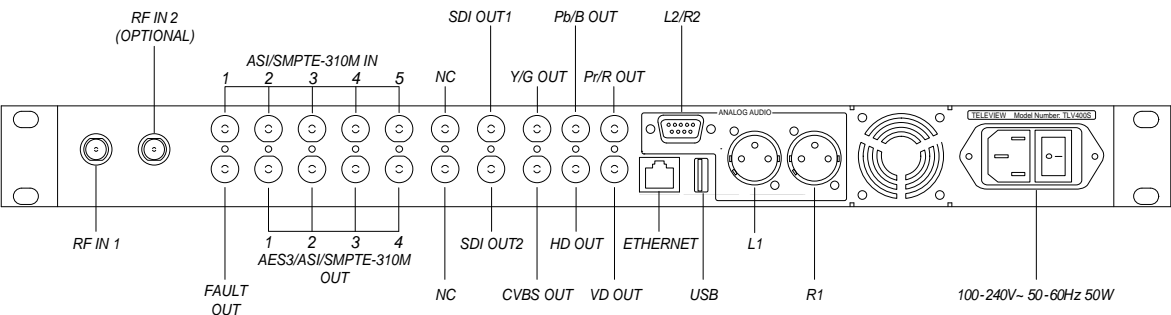 RF IN 2
(OPTIONAL)
SDI OUT1
Pb/B OUT
L2/R2
ASI/SMPTE-310M IN
1 2 3 4 5
NC
Y/G OUT
Pr/R OUT
ANALOG AUDIO
TELEVIEW Model Number: TLV400S
RF IN 1
1 2 3 4
AES3/ASI/SMPTE-310M
OUT
SDI OUT2
HD OUT
ETHERNET
L1
FAULT
OUT
NC
CVBS OUT
VD OUT
USB
R1
100-240V~ 50-60Hz 50W